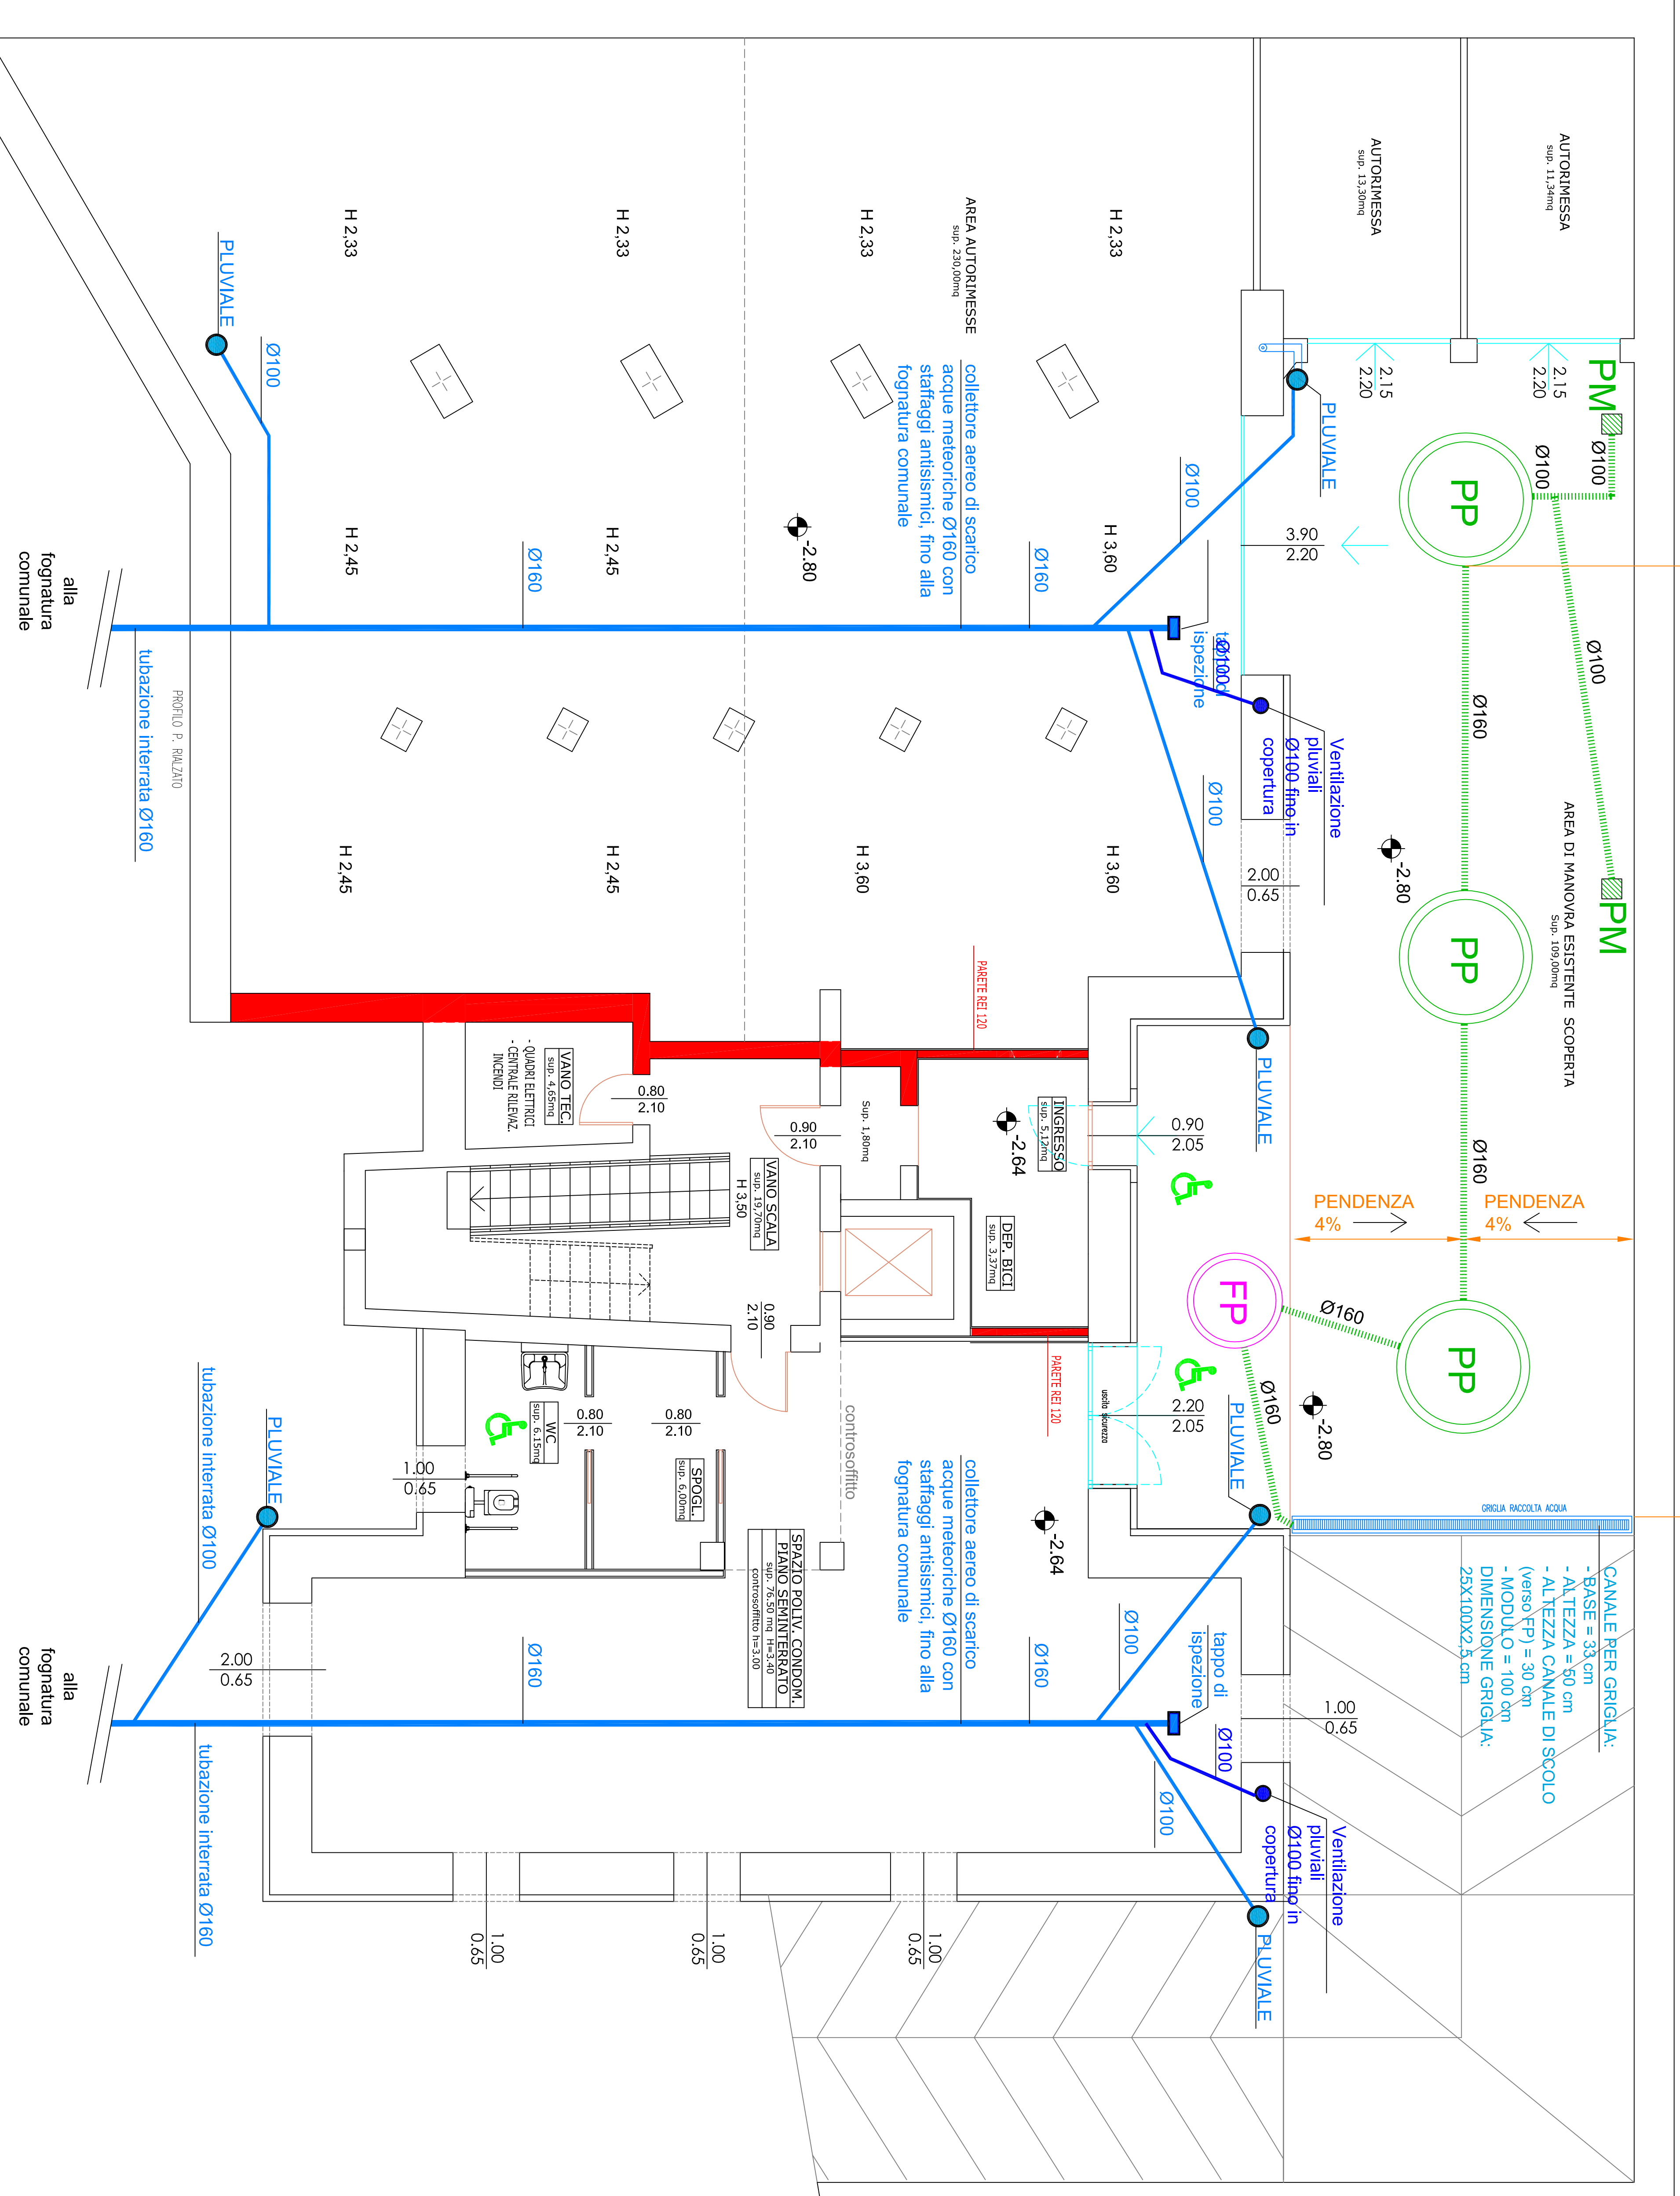 AUTORIMESSA
sup. 11,34mq
AUTORIMESSA
sup. 13,30mq
2.15
2.20
2.15
2.20
PM
Ø100
Ø100
PP
Ø100
Ø160
PM
PP
Ø160
PP
Ø160
FP
Ø160
AREA DI MANOVRA ESISTENTE SCOPERTA
Sup. 109,00mq
-2.80
-2.80
PENDENZA
4%
PENDENZA
4%
GRIGLIA RACCOLTA ACQUA
CANALE PER GRIGLIA:
- BASE = 33 cm
- ALTEZZA = 50 cm
- ALTEZZA CANALE DI SCOLO
(verso FP) = 30 cm
- MODULO = 100 cm
DIMENSIONE GRIGLIA:
25X100X2,5 cm
PLUVIALE
Ø100
3.90
2.20
tappo di
ispezione
Ø100
Ventilazione
pluviali
Ø100 fino in
copertura
Ø100
2.00
0.65
PLUVIALE
0.90
2.05
2.20
2.05
uscita sicurezza
PLUVIALE
Ø100
tappo di
ispezione
Ø100
1.00
0.65
Ventilazione
pluviali
Ø100 fino in
copertura
Ø100
PLUVIALE
AREA AUTORIMESSE
sup. 230,00mq
H 2,33
H 2,33
H 2,33
H 2,33
collettore aereo di scarico
acque meteoriche Ø160 con
staffaggi antisismici, fino alla
fognatura comunale
H 3,60
Ø160
-2.80
H 2,45
H 2,45
Ø160
H 3,60
H 3,60
H 2,45
H 2,45
PARETE REI 120
INGRESSO
sup. 5,12mq
-2.64
DEP. BICI
sup. 3,37mq
PARETE REI 120
Sup. 1,80mq
0.90
2.10
0.80
2.10
VANO TEC.
sup. 4,65mq
- QUADRI ELETTRICI
- CENTRALE RILEVAZ.
INCENDI
VANO SCALA
sup. 19,70mq
H 3,50
0.90
2.10
controsoffitto
collettore aereo di scarico
acque meteoriche Ø160 con
staffaggi antisismici, fino alla
fognatura comunale
-2.64
Ø160
SPAZIO POLIV. CONDOM.
PIANO SEMINTERRATO
sup. 76.50 mq H=3.40
controsoffitto h=3.00
SPOGL.
sup. 6,00mq
0.80
2.10
0.80
2.10
WC
sup. 6.15mq
1.00
0.65
Ø160
2.00
0.65
1.00
0.65
1.00
0.65
1.00
0.65
PLUVIALE
Ø100
PROFILO P. RIALZATO
tubazione interrata Ø160
alla
fognatura
comunale
PLUVIALE
tubazione interrata Ø100
tubazione interrata Ø160
alla
fognatura
comunale